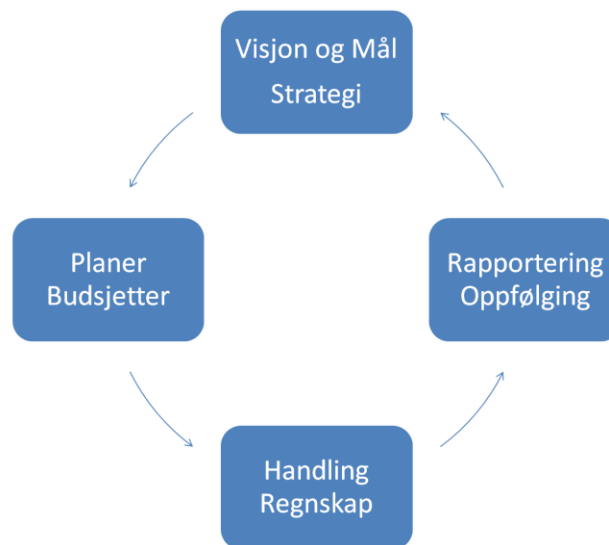 Visjon og Mål
Strategi
Planer
Budsjetter
Rapportering
Oppfølging
Handling
Regnskap